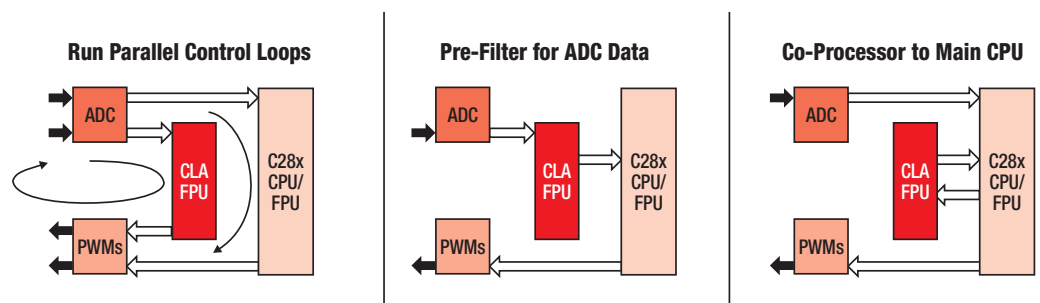 Run Parallel Control Loops
ADC
CLA
FPU
C28x
CPU/
FPU
PWMs
Pre-Filter for ADC Data
ADC
CLA
FPU
C28x
CPU/
FPU
PWMs
Co-Processor to Main CPU
ADC
CLA
FPU
C28x
CPU/
FPU
PWMs